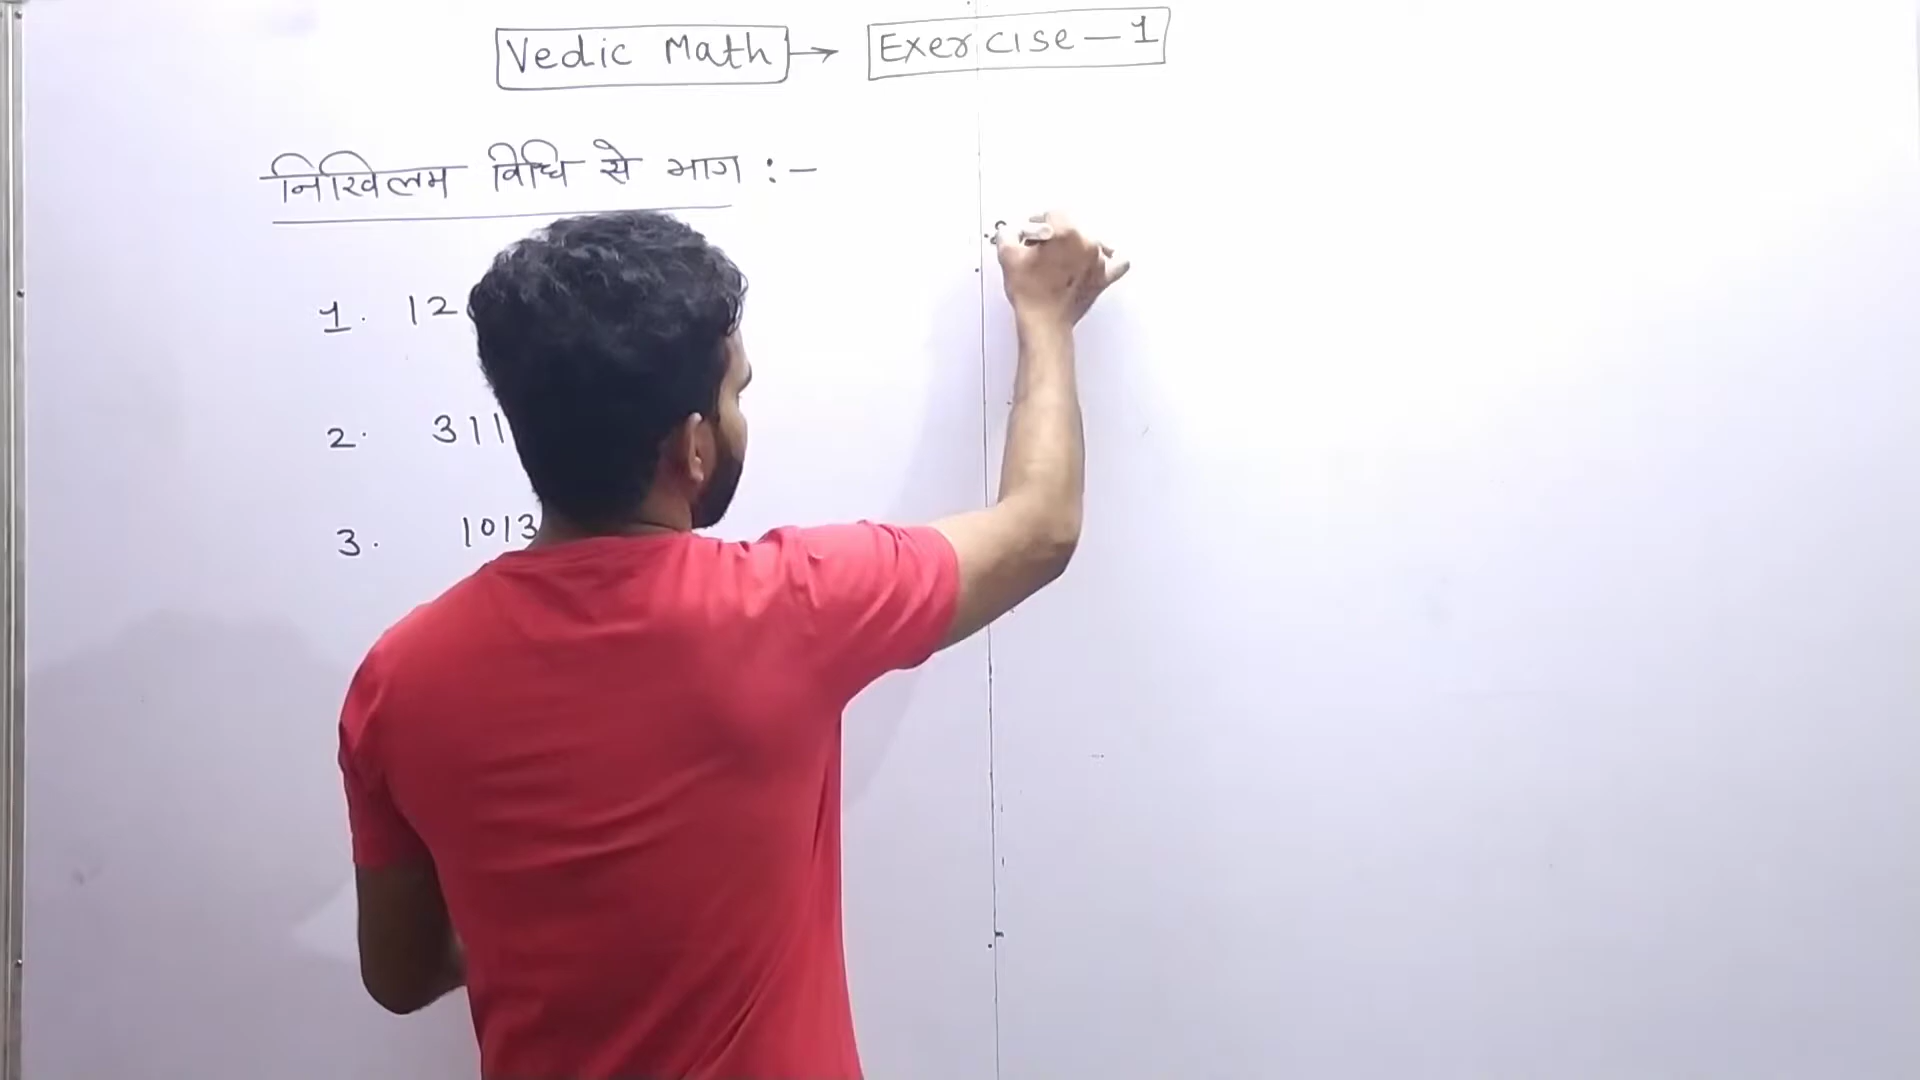 Vedic Math → Exercise – 1
निखिलम विधि से भाग :–
1. 12
2. 311
3. 1013